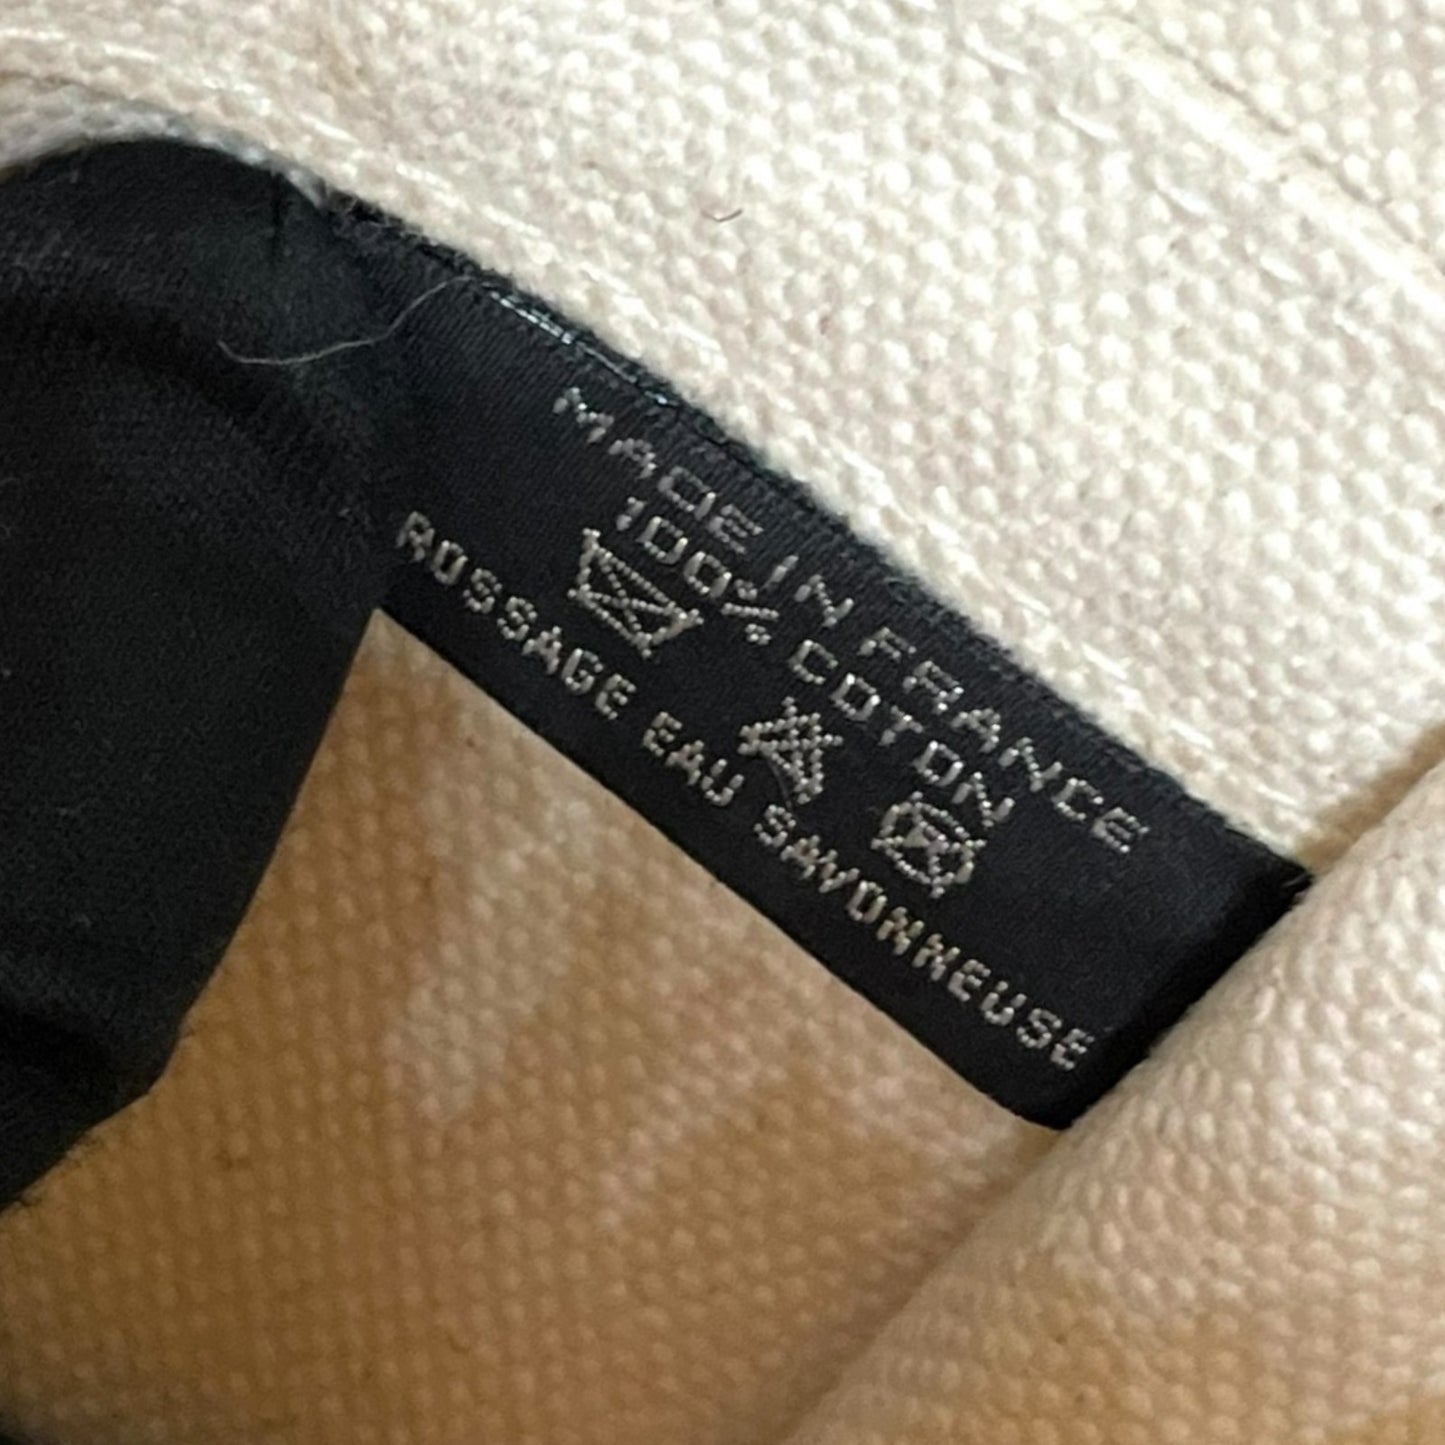 MADE IN FRANCE
100% COTON
ROSSAGE EAU SAVONNEUSE